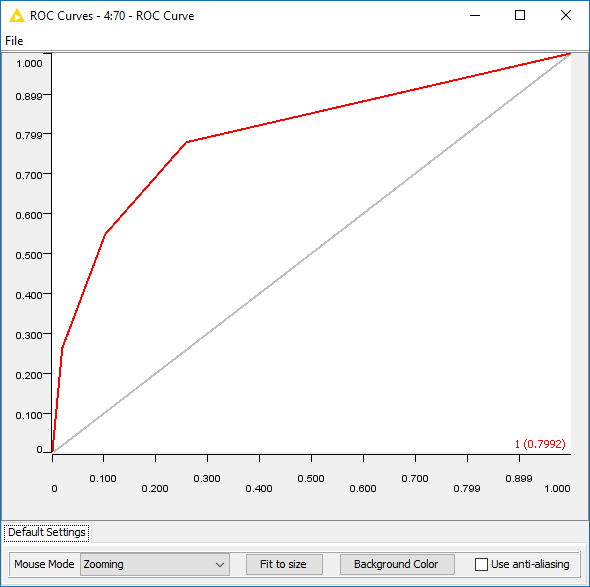 ROC Curves - 4:70 - ROC Curve
File
1.000
0.899
0.799
0.700
0.600
0.500
0.400
0.300
0.200
0.100
0
1 (0.7992)
0.100 0.300 0.500 0.700 0.899
0 0.200 0.400 0.600 0.799 1.000
Default Settings
Mouse Mode Zooming Fit to size Background Color Use anti-aliasing